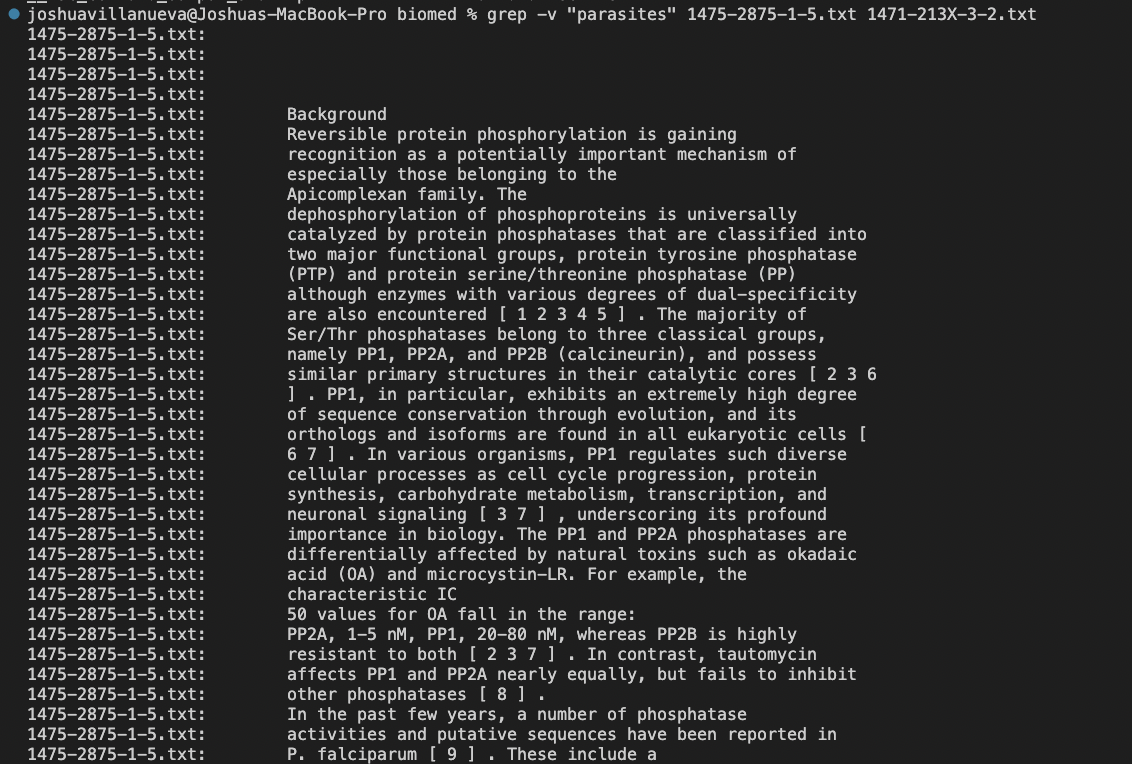 joshuavillanueva@Joshuas-MacBook-Pro biomed % grep -v "parasites" 1475-2875-1-5.txt 1471-213X-3-2.txt
1475-2875-1-5.txt:
1475-2875-1-5.txt:
1475-2875-1-5.txt:
1475-2875-1-5.txt:
1475-2875-1-5.txt:        Background
1475-2875-1-5.txt:        Reversible protein phosphorylation is gaining
1475-2875-1-5.txt:        recognition as a potentially important mechanism of
1475-2875-1-5.txt:        especially those belonging to the
1475-2875-1-5.txt:        Apicomplexan family. The
1475-2875-1-5.txt:        dephosphorylation of phosphoproteins is universally
1475-2875-1-5.txt:        catalyzed by protein phosphatases that are classified into
1475-2875-1-5.txt:        two major functional groups, protein tyrosine phosphatase
1475-2875-1-5.txt:        (PTP) and protein serine/threonine phosphatase (PP)
1475-2875-1-5.txt:        although enzymes with various degrees of dual-specificity
1475-2875-1-5.txt:        are also encountered [ 1 2 3 4 5 ] . The majority of
1475-2875-1-5.txt:        Ser/Thr phosphatases belong to three classical groups,
1475-2875-1-5.txt:        namely PP1, PP2A, and PP2B (calcineurin), and possess
1475-2875-1-5.txt:        similar primary structures in their catalytic cores [ 2 3 6
1475-2875-1-5.txt:        ] . PP1, in particular, exhibits an extremely high degree
1475-2875-1-5.txt:        of sequence conservation through evolution, and its
1475-2875-1-5.txt:        orthologs and isoforms are found in all eukaryotic cells [
1475-2875-1-5.txt:        6 7 ] . In various organisms, PP1 regulates such diverse
1475-2875-1-5.txt:        cellular processes as cell cycle progression, protein
1475-2875-1-5.txt:        synthesis, carbohydrate metabolism, transcription, and
1475-2875-1-5.txt:        neuronal signaling [ 3 7 ] , underscoring its profound
1475-2875-1-5.txt:        importance in biology. The PP1 and PP2A phosphatases are
1475-2875-1-5.txt:        differentially affected by natural toxins such as okadaic
1475-2875-1-5.txt:        acid (OA) and microcystin-LR. For example, the
1475-2875-1-5.txt:        characteristic IC
1475-2875-1-5.txt:        50 values for OA fall in the range:
1475-2875-1-5.txt:        PP2A, 1-5 nM, PP1, 20-80 nM, whereas PP2B is highly
1475-2875-1-5.txt:        resistant to both [ 2 3 7 ] . In contrast, tautomycin
1475-2875-1-5.txt:        affects PP1 and PP2A nearly equally, but fails to inhibit
1475-2875-1-5.txt:        other phosphatases [ 8 ] .
1475-2875-1-5.txt:        In the past few years, a number of phosphatase
1475-2875-1-5.txt:        activities and putative sequences have been reported in
1475-2875-1-5.txt:        P. falciparum [ 9 ] . These include a